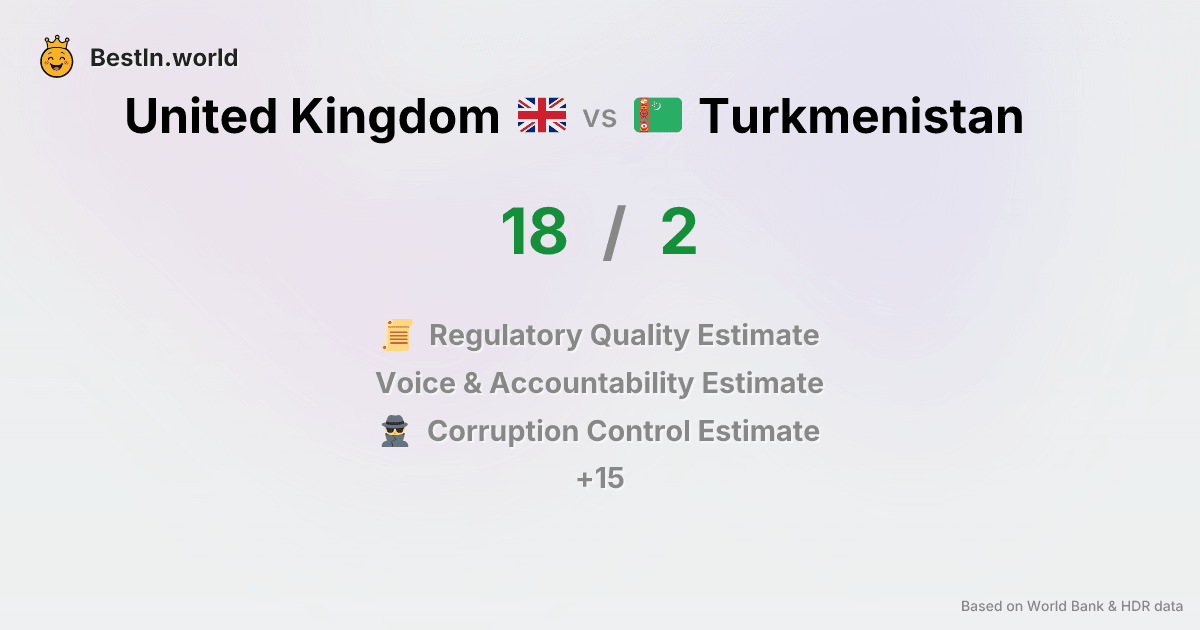 BestIn.world
United Kingdom vs Turkmenistan
18 / 2
Regulatory Quality Estimate
Voice & Accountability Estimate
Corruption Control Estimate
+15
Based on World Bank & HDR data